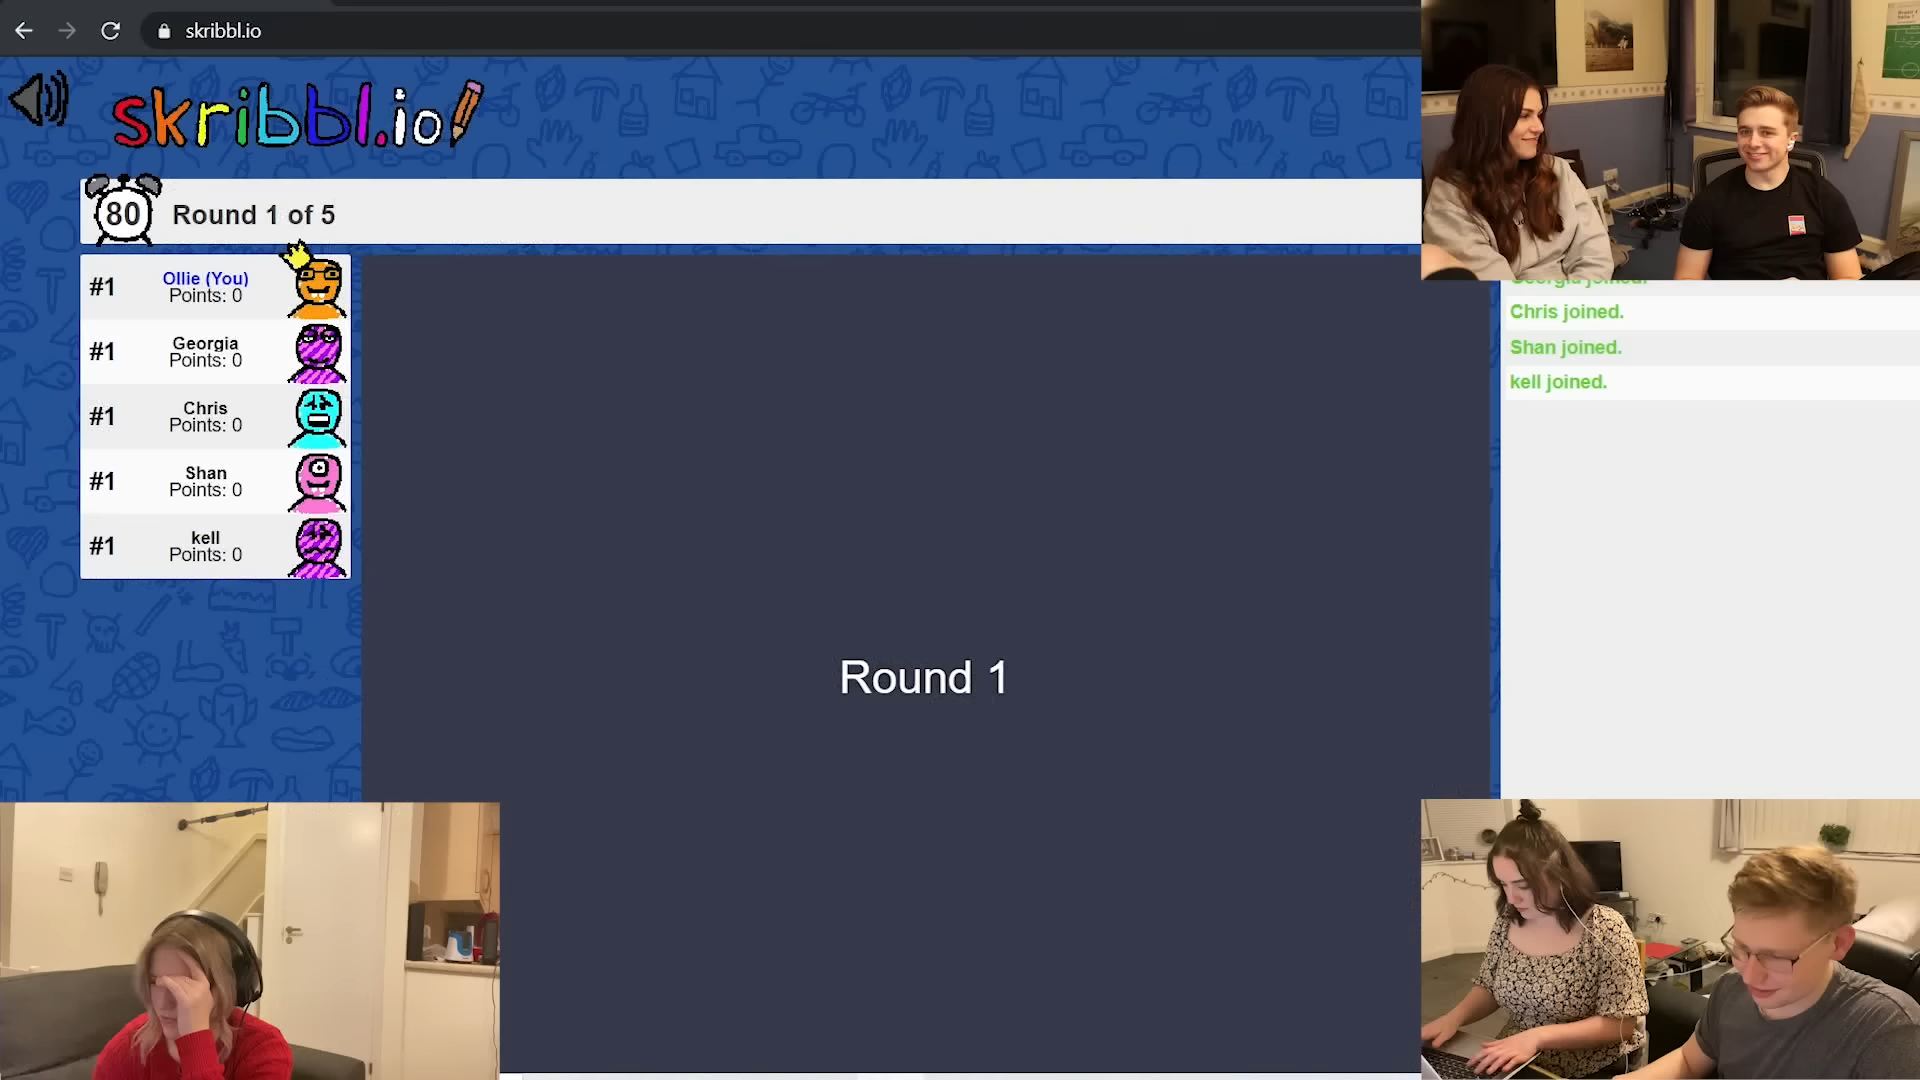 skribbl.io
skribbl.io
80
Round 1 of 5
#1
Ollie (You)
Points: 0
#1
Georgia
Points: 0
#1
Chris
Points: 0
#1
Shan
Points: 0
#1
kell
Points: 0
Round 1
Georgia joined.
Chris joined.
Shan joined.
kell joined.